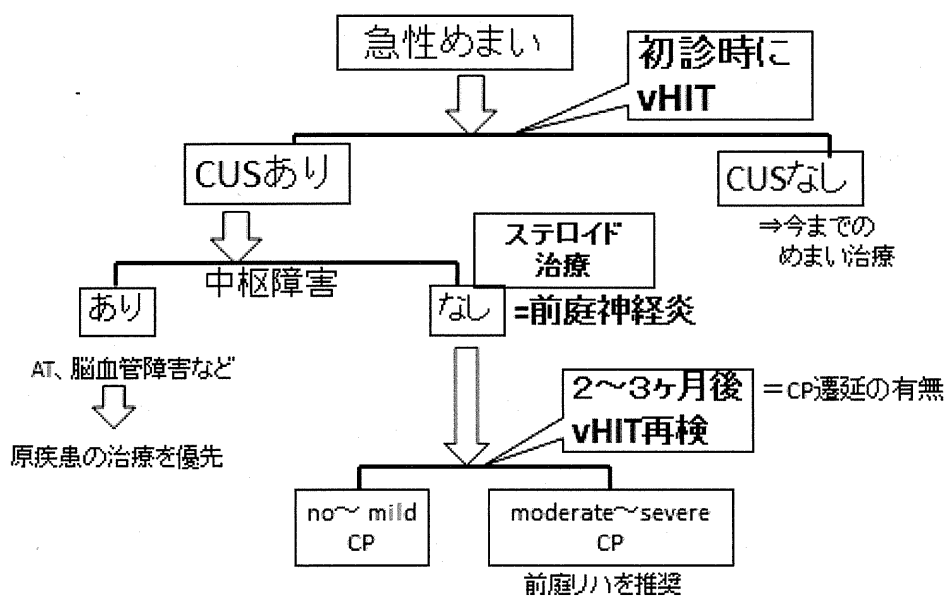 急性めまい
初診時に
vHIT
CUSあり
CUSなし
⇒今までの
めまい治療
ステロイド
治療
中枢障害
あり
なし
=前庭神経炎
AT、脳血管障害など
原疾患の治療を優先
2〜3ヶ月後
vHIT再検
＝CP遷延の有無
no〜 mild
CP
moderate〜severe
CP
前庭リハを推奨